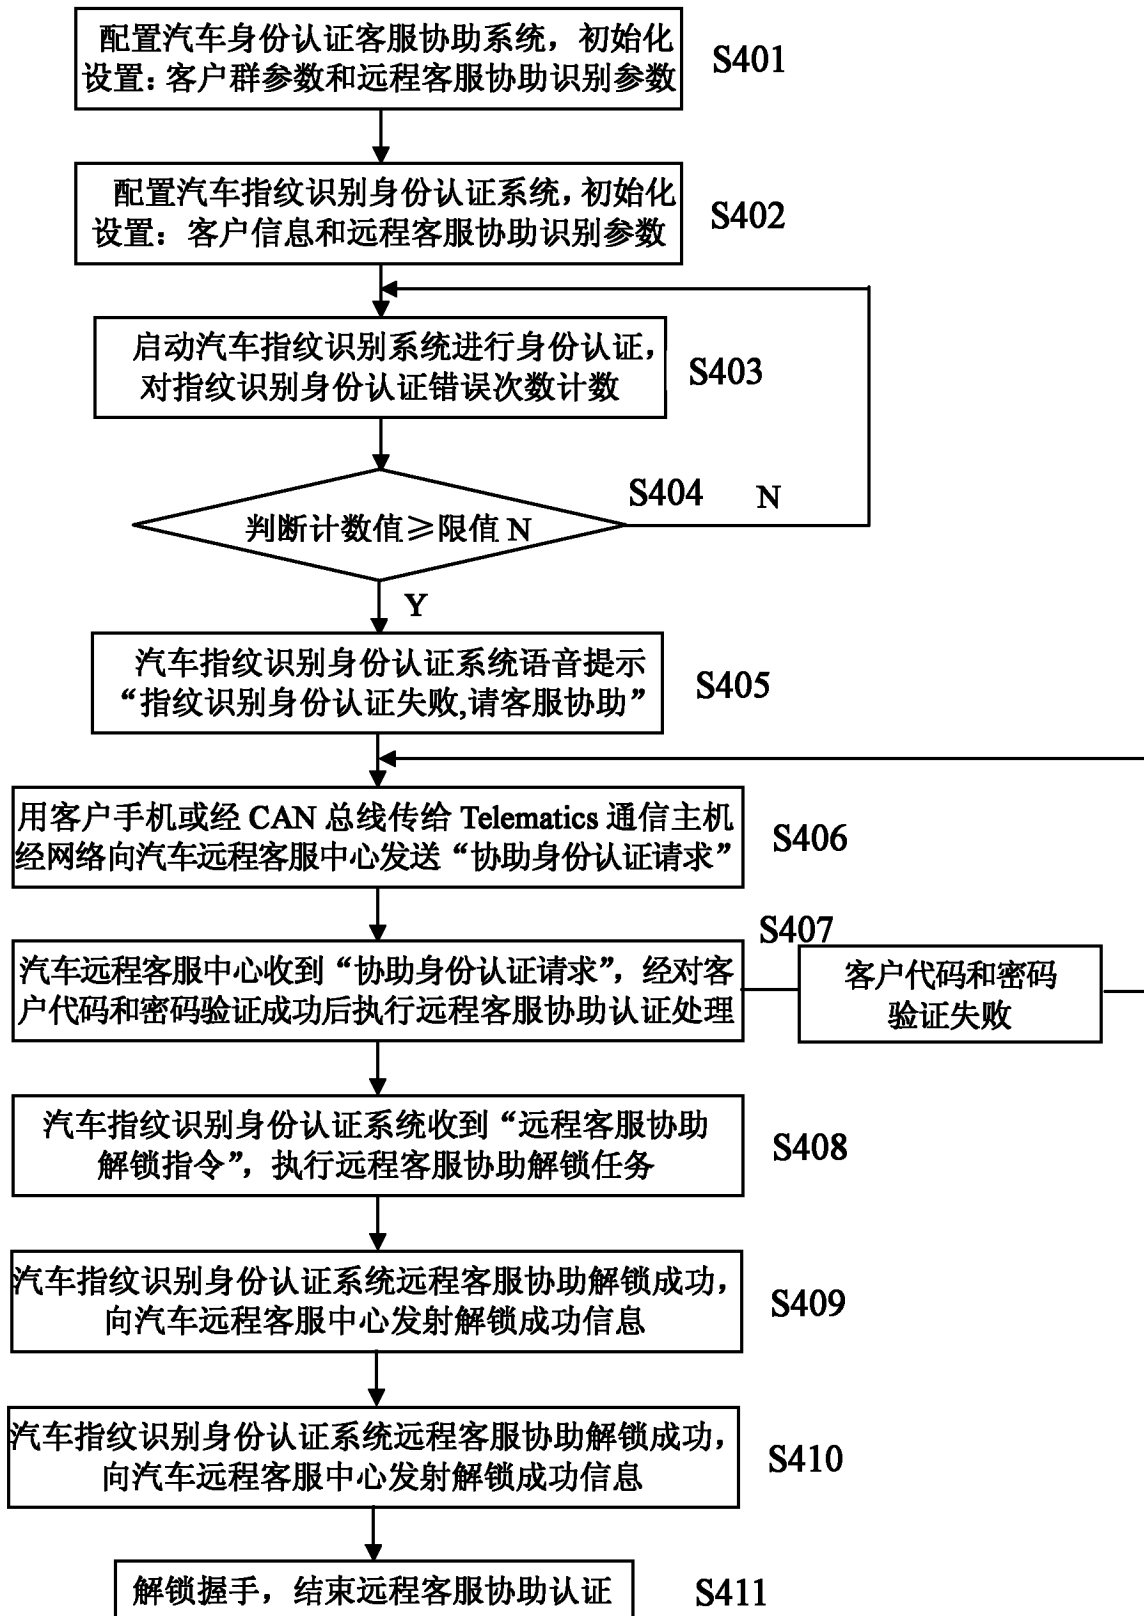 配置汽车身份认证客服协助系统，初始化
设置：客户群参数和远程客服协助识别参数
S401
配置汽车指纹识别身份认证系统，初始化
设置：客户信息和远程客服协助识别参数
S402
启动汽车指纹识别系统进行身份认证，
对指纹识别身份认证错误次数计数
S403
S404
N
判断计数值≥限值 N
Y
汽车指纹识别身份认证系统语音提示
“指纹识别身份认证失败,请客服协助”
S405
用客户手机或经 CAN 总线传给 Telematics 通信主机
经网络向汽车远程客服中心发送“协助身份认证请求”
S406
S407
汽车远程客服中心收到“协助身份认证请求”，经对客
户代码和密码验证成功后执行远程客服协助认证处理
客户代码和密码
验证失败
汽车指纹识别身份认证系统收到“远程客服协助
解锁指令”，执行远程客服协助解锁任务
S408
汽车指纹识别身份认证系统远程客服协助解锁成功，
向汽车远程客服中心发射解锁成功信息
S409
汽车指纹识别身份认证系统远程客服协助解锁成功，
向汽车远程客服中心发射解锁成功信息
S410
解锁握手，结束远程客服协助认证
S411